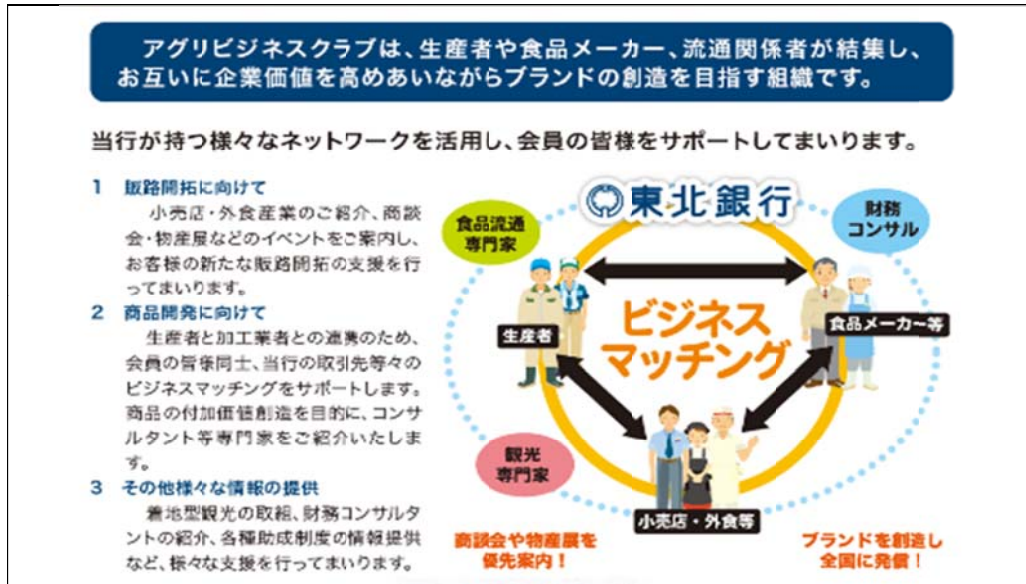 アグリビジネスクラブは、生産者や食品メーカー、流通関係者が結集し、
お互いに企業価値を高めあいながらブランドの創造を目指す組織です。
当行が持つ様々なネットワークを活用し、会員の皆様をサポートしてまいります。
1 販路開拓に向けて
小売店・外食産業のご紹介、商談
会・物産展などのイベントをご案内し、
お客様の新たな販路開拓の支援を行
ってまいります。
2 商品開発に向けて
生産者と加工業者との連携のため、
会員の皆様同士、当行の取引先等々の
ビジネスマッチングをサポートします。
商品の付加価値創造を目的に、コンサ
ルタント等専門家をご紹介いたしま
す。
3 その他様々な情報の提供
着地型観光の取組、財務コンサルタ
ントの紹介、各種助成制度の情報提供
など、様々な支援を行ってまいります。
東北銀行
食品流通
専門家
財務
コンサル
生産者
ビジネス
マッチング
食品メーカー等
観光
専門家
小売店・外食等
商談会や物産展を
優先案内！
ブランドを創造し
全国に発信！